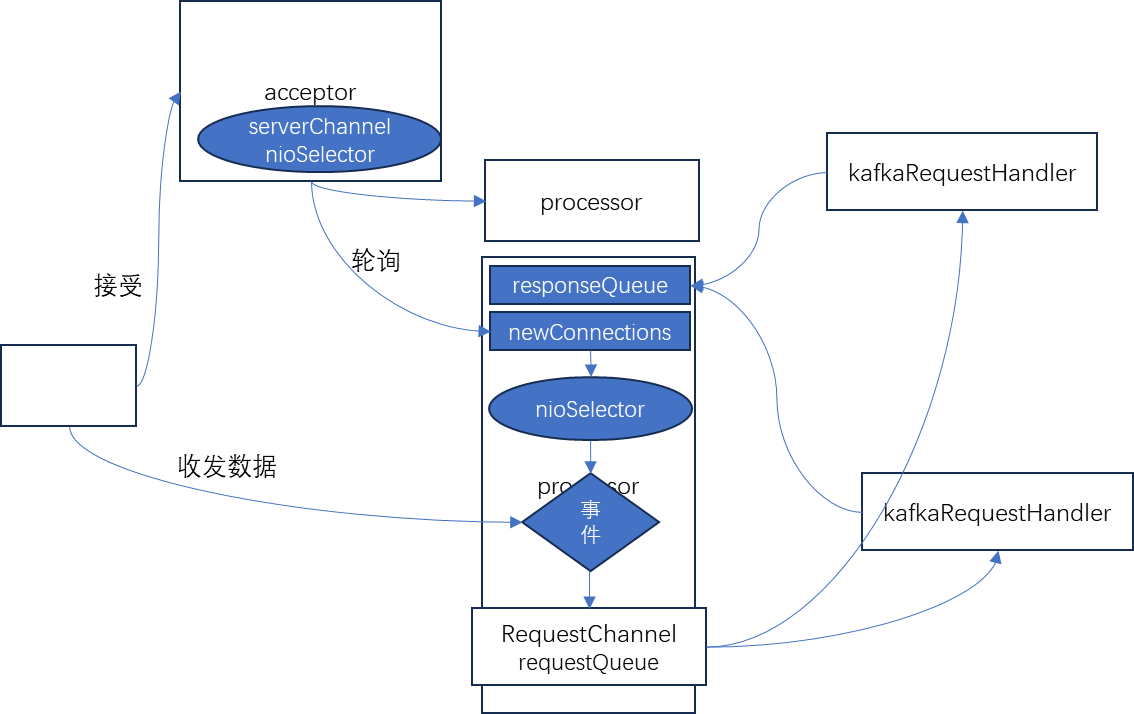 acceptor
serverChannel
nioSelector
processor
kafkaRequestHandler
轮询
接受
responseQueue
newConnections
nioSelector
收发数据
processor
事
件
kafkaRequestHandler
RequestChannel
requestQueue